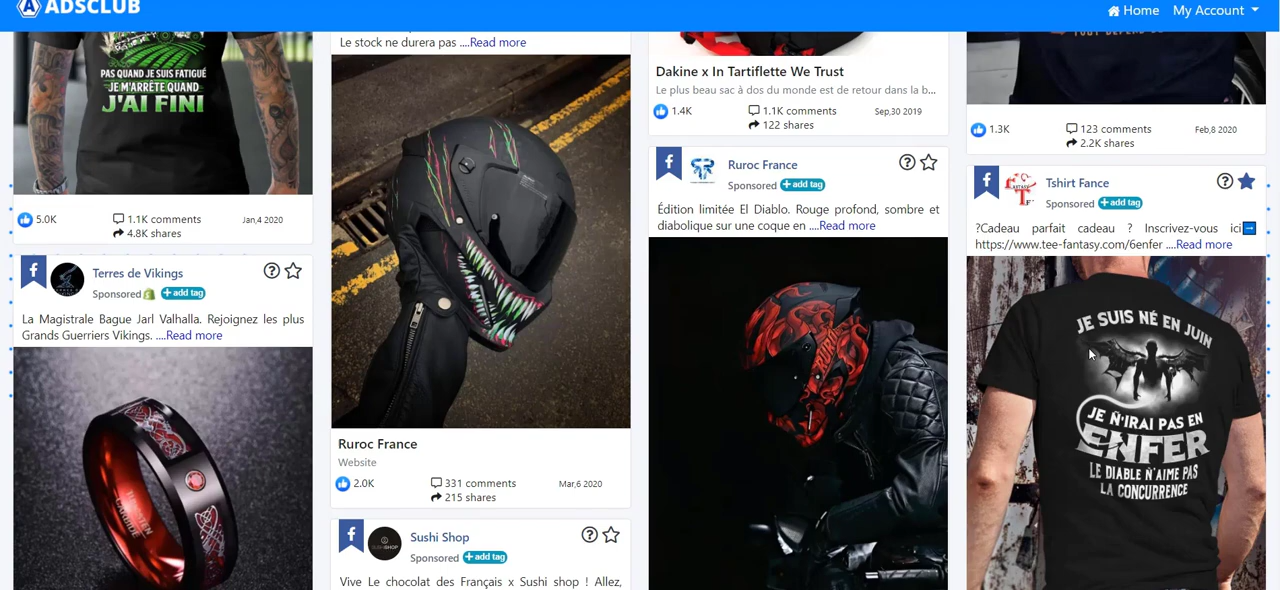 ADSCLUB
Home My Account
PAS QUAND JE SUIS FATIGUÉ
JE M'ARRÊTE QUAND
J'AI FINI
5.0K
1.1K comments
4.8K shares
Jan,4 2020
Terres de Vikings
Sponsored + add tag
La Magistrale Bague Jarl Valhalla. Rejoignez les plus
Grands Guerriers Vikings. ....Read more
Le stock ne durera pas ....Read more
Ruroc France
Website
2.0K
331 comments
215 shares
Mar,6 2020
Sushi Shop
Sponsored + add tag
Vive Le chocolat des Français x Sushi shop ! Allez,
Dakine x In Tartiflette We Trust
Le plus beau sac à dos du monde est de retour dans la b...
1.4K
1.1K comments
122 shares
Sep,30 2019
Ruroc France
Sponsored + add tag
Édition limitée El Diablo. Rouge profond, sombre et
diabolique sur une coque en ....Read more
TOUT DÉPEND DU
1.3K
123 comments
2.2K shares
Feb,8 2020
Tshirt Fance
Sponsored + add tag
?Cadeau parfait cadeau ? Inscrivez-vous ici➡
https://www.tee-fantasy.com/6enfer ....Read more
JE SUIS NÉ EN JUIN
JE N'IRAI PAS EN
ENFER
LE DIABLE N'AIME PAS
LA CONCURRENCE